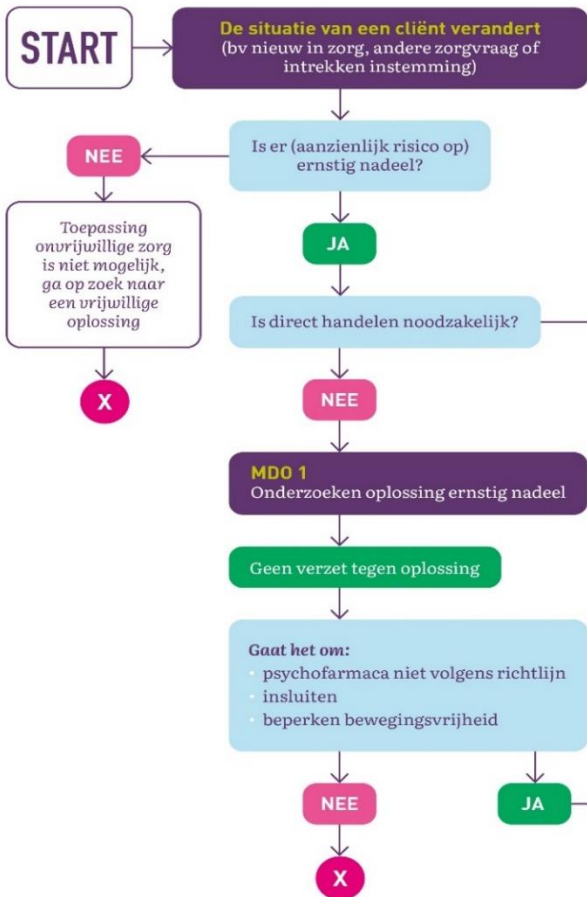 START
De situatie van een cliënt verandert
(bv nieuw in zorg, andere zorgvraag of
intrekken instemming)
Is er (aanzienlijk risico op)
ernstig nadeel?
NEE
Toepassing
onvrijwillige zorg
is niet mogelijk,
ga op zoek naar
een vrijwillige
oplossing
X
JA
Is direct handelen noodzakelijk?
NEE
MDO 1
Onderzoeken oplossing ernstig nadeel
Geen verzet tegen oplossing
Gaat het om:
• psychofarmaca niet volgens richtlijn
• insluiten
• beperken bewegingsvrijheid
NEE
JA
X